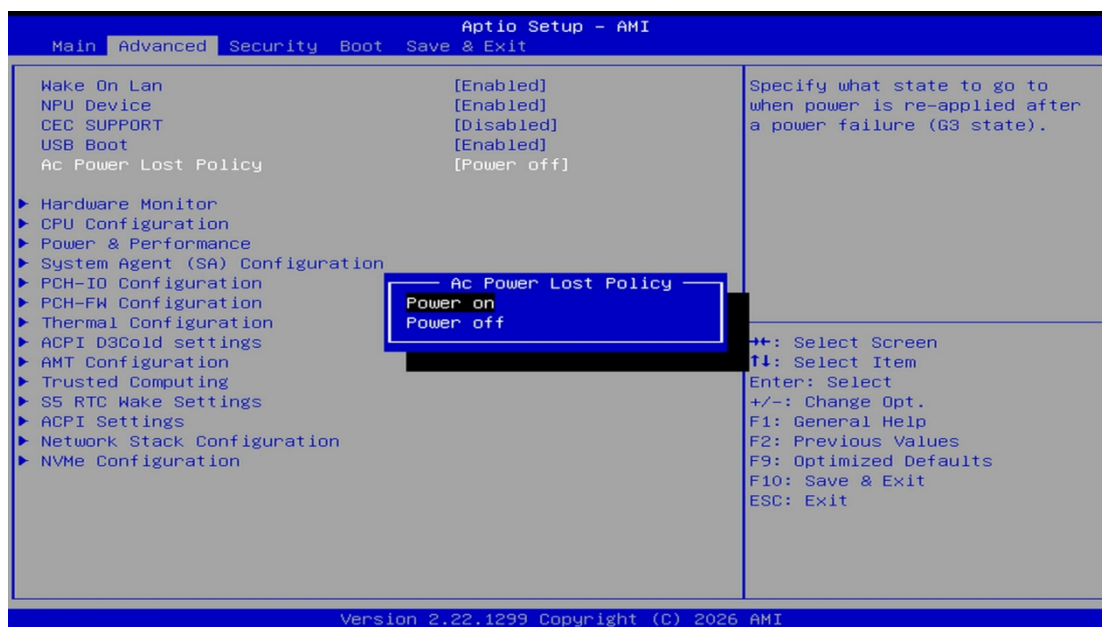 Aptio Setup – AMI
Main Advanced Security Boot Save & Exit
Wake On Lan [Enabled]
NPU Device [Enabled]
CEC SUPPORT [Disabled]
USB Boot [Enabled]
Ac Power Lost Policy [Power off]
Hardware Monitor
CPU Configuration
Power & Performance
System Agent (SA) Configuration
PCH-IO Configuration
PCH-FW Configuration
Thermal Configuration
ACPI D3Cold settings
AMT Configuration
Trusted Computing
S5 RTC Wake Settings
ACPI Settings
Network Stack Configuration
NVMe Configuration
Ac Power Lost Policy
Power on
Power off
Specify what state to go to
when power is re-applied after
a power failure (G3 state).
→←: Select Screen
↑↓: Select Item
Enter: Select
+/-: Change Opt.
F1: General Help
F2: Previous Values
F9: Optimized Defaults
F10: Save & Exit
ESC: Exit
Version 2.22.1299 Copyright (C) 2026 AMI